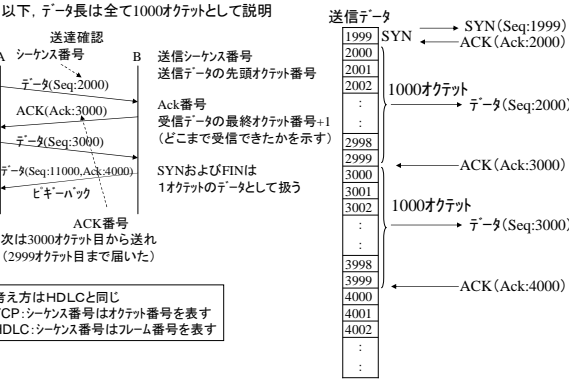 以下，データ長は全て1000オクテットとして説明
送達確認
シーケンス番号
A
B
データ(Seq:2000)
ACK(Ack:3000)
データ(Seq:3000)
データ(Seq:11000,Ack:4000)
ピギーバック
ACK番号
次は3000オクテット目から送れ
（2999オクテット目まで届いた）
送信シーケンス番号
送信データの先頭オクテット番号
Ack番号
受信データの最終オクテット番号+1
（どこまで受信できたかを示す）
SYNおよびFINは
1オクテットのデータとして扱う
考え方はHDLCと同じ
TCP:シーケンス番号はオクテット番号を表す
HDLC:シーケンス番号はフレーム番号を表す
送信データ
1999 SYN
2000
2001
2002
:
:
2998
2999
3000
3001
3002
:
:
3998
3999
4000
4001
4002
:
:
1000オクテット
1000オクテット
SYN(Seq:1999)
ACK(Ack:2000)
データ(Seq:2000)
ACK(Ack:3000)
データ(Seq:3000)
ACK(Ack:4000)